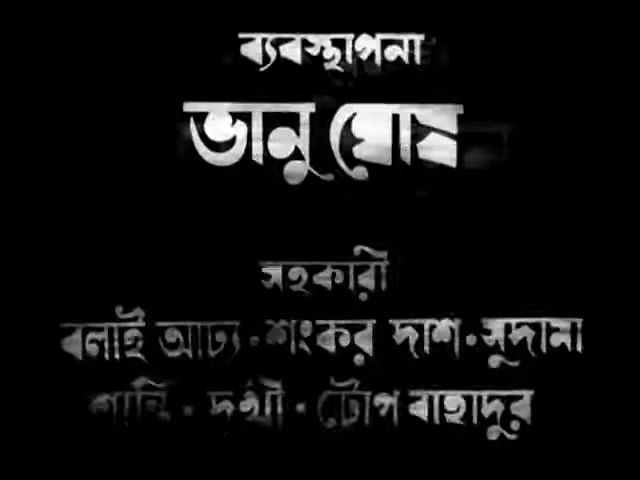 ব্যবস্থাপনা
ভানু ঘোষ
সহকারী
বলাই আঢ্য · শংকর দাশ · সুদামা
শান্তি · দুখী · টোপ বাহাদুর